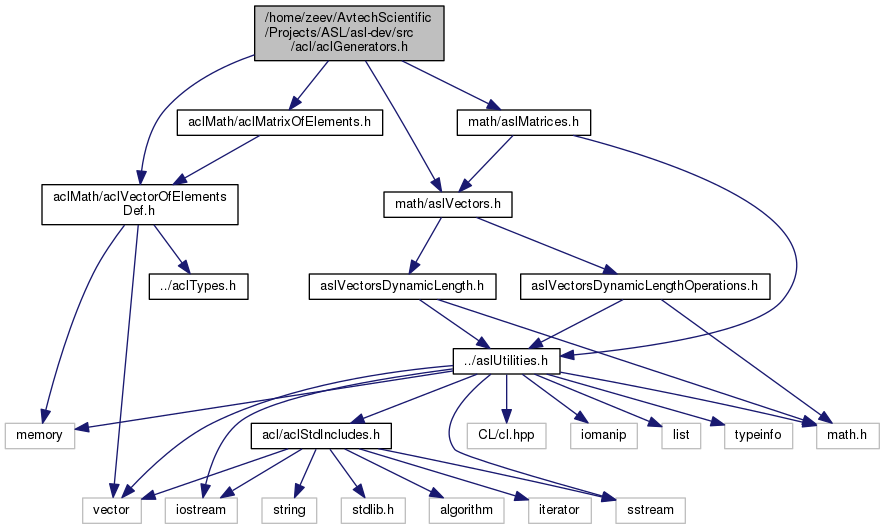 /home/zeev/AvtechScientific
/Projects/ASL/asl-dev/src
/acl/aclGenerators.h
aclMath/aclMatrixOfElements.h
math/aslMatrices.h
aclMath/aclVectorOfElements
Def.h
math/aslVectors.h
../aclTypes.h
aslVectorsDynamicLength.h
aslVectorsDynamicLengthOperations.h
../aslUtilities.h
memory
acl/aclStdIncludes.h
CL/cl.hpp
iomanip
list
typeinfo
math.h
vector
iostream
string
stdlib.h
algorithm
iterator
sstream